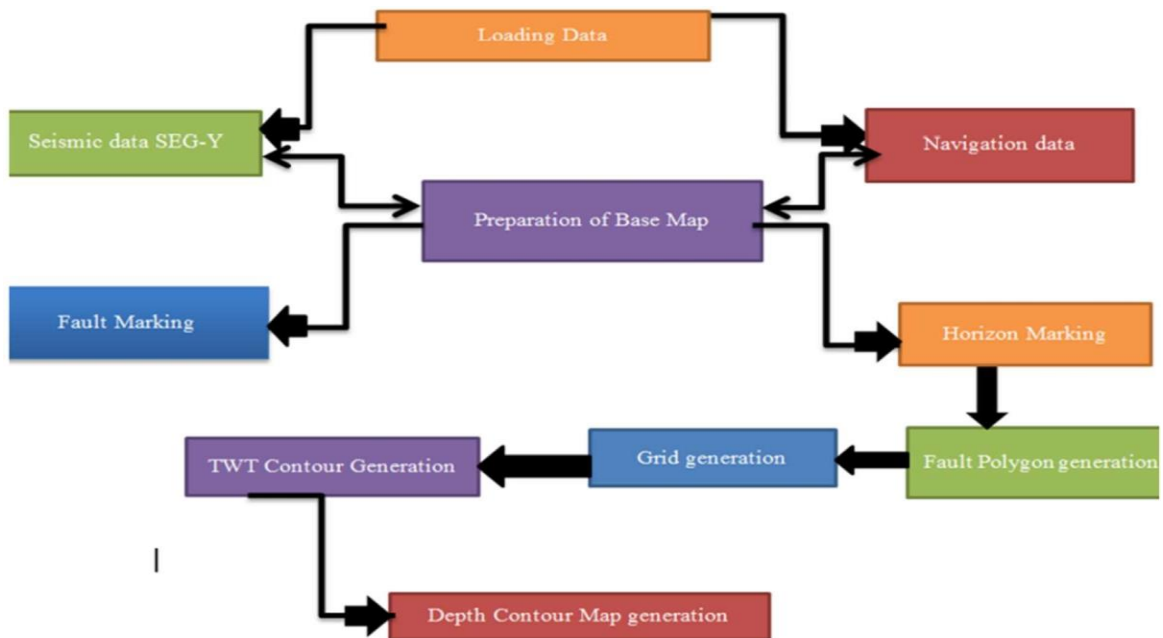 Loading Data
Seismic data SEG-Y
Navigation data
Preparation of Base Map
Fault Marking
Horizon Marking
TWT Contour Generation
Grid generation
Fault Polygon generation
Depth Contour Map generation